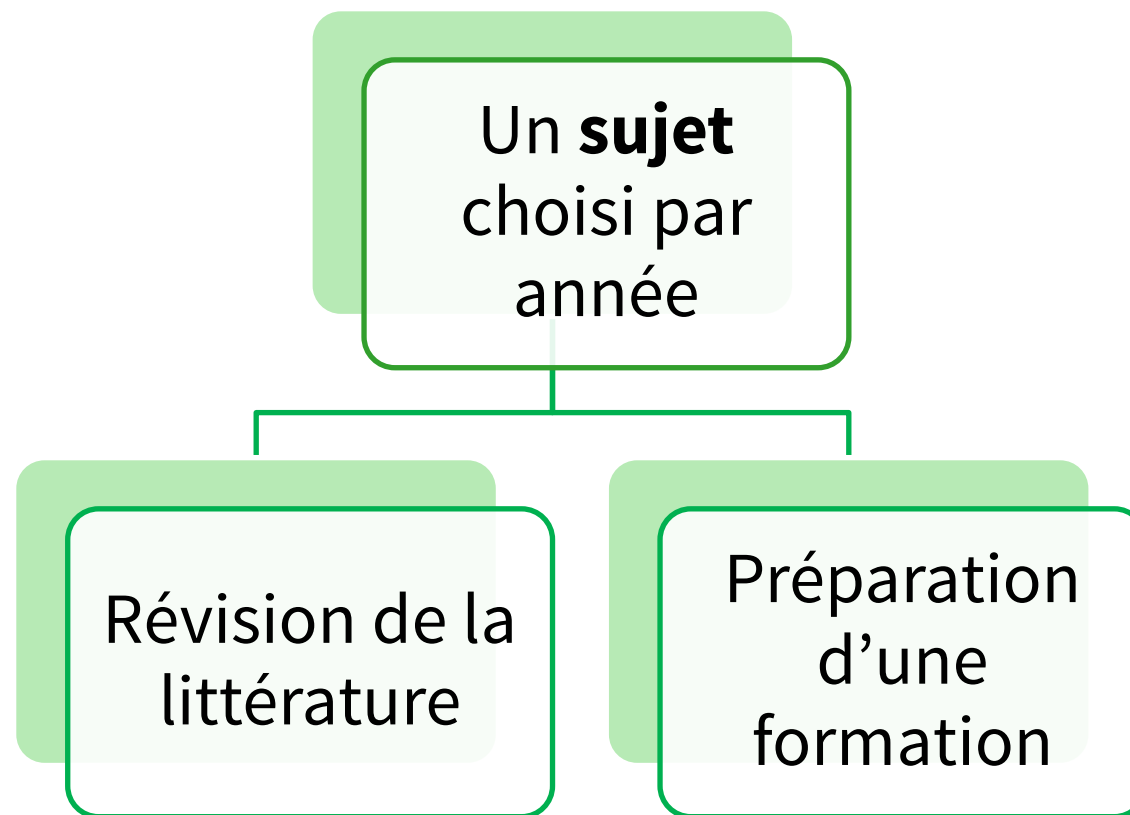 Un sujet
choisi par
année
Révision de la
littérature
Préparation
d’une
formation